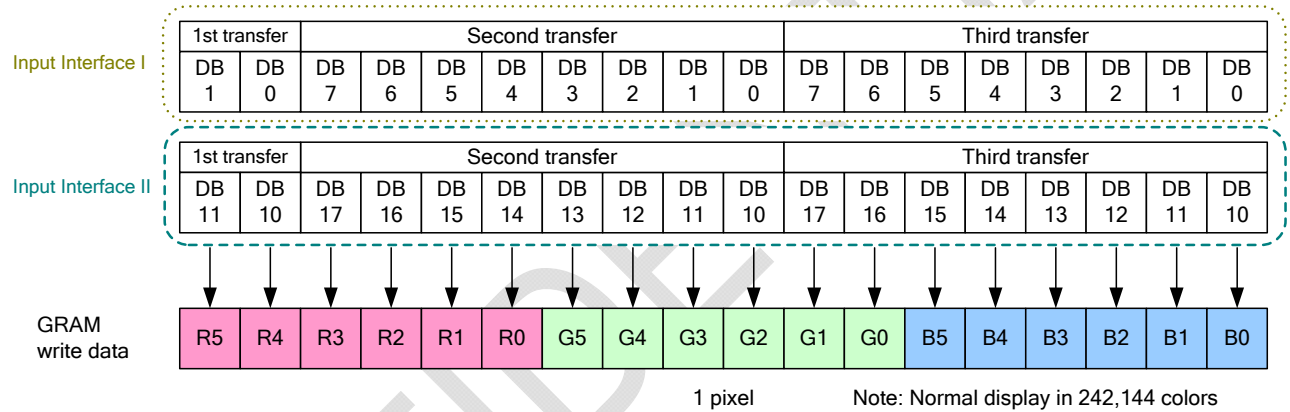 1st transfer Second transfer Third transfer
Input Interface I
DB 1 DB 0 DB 7 DB 6 DB 5 DB 4 DB 3 DB 2 DB 1 DB 0 DB 7 DB 6 DB 5 DB 4 DB 3 DB 2 DB 1 DB 0
1st transfer Second transfer Third transfer
Input Interface II
DB 11 DB 10 DB 17 DB 16 DB 15 DB 14 DB 13 DB 12 DB 11 DB 10 DB 17 DB 16 DB 15 DB 14 DB 13 DB 12 DB 11 DB 10
GRAM
write data
R5 R4 R3 R2 R1 R0 G5 G4 G3 G2 G1 G0 B5 B4 B3 B2 B1 B0
1 pixel Note: Normal display in 242,144 colors